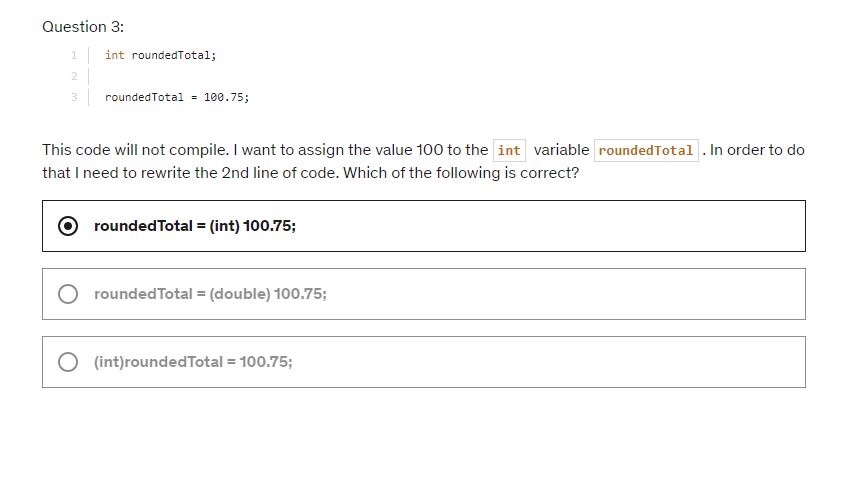 Question 3:
1 int roundedTotal;
2
3 roundedTotal = 100.75;
This code will not compile. I want to assign the value 100 to the int variable roundedTotal . In order to do
that I need to rewrite the 2nd line of code. Which of the following is correct?
roundedTotal = (int) 100.75;
roundedTotal = (double) 100.75;
(int)roundedTotal = 100.75;